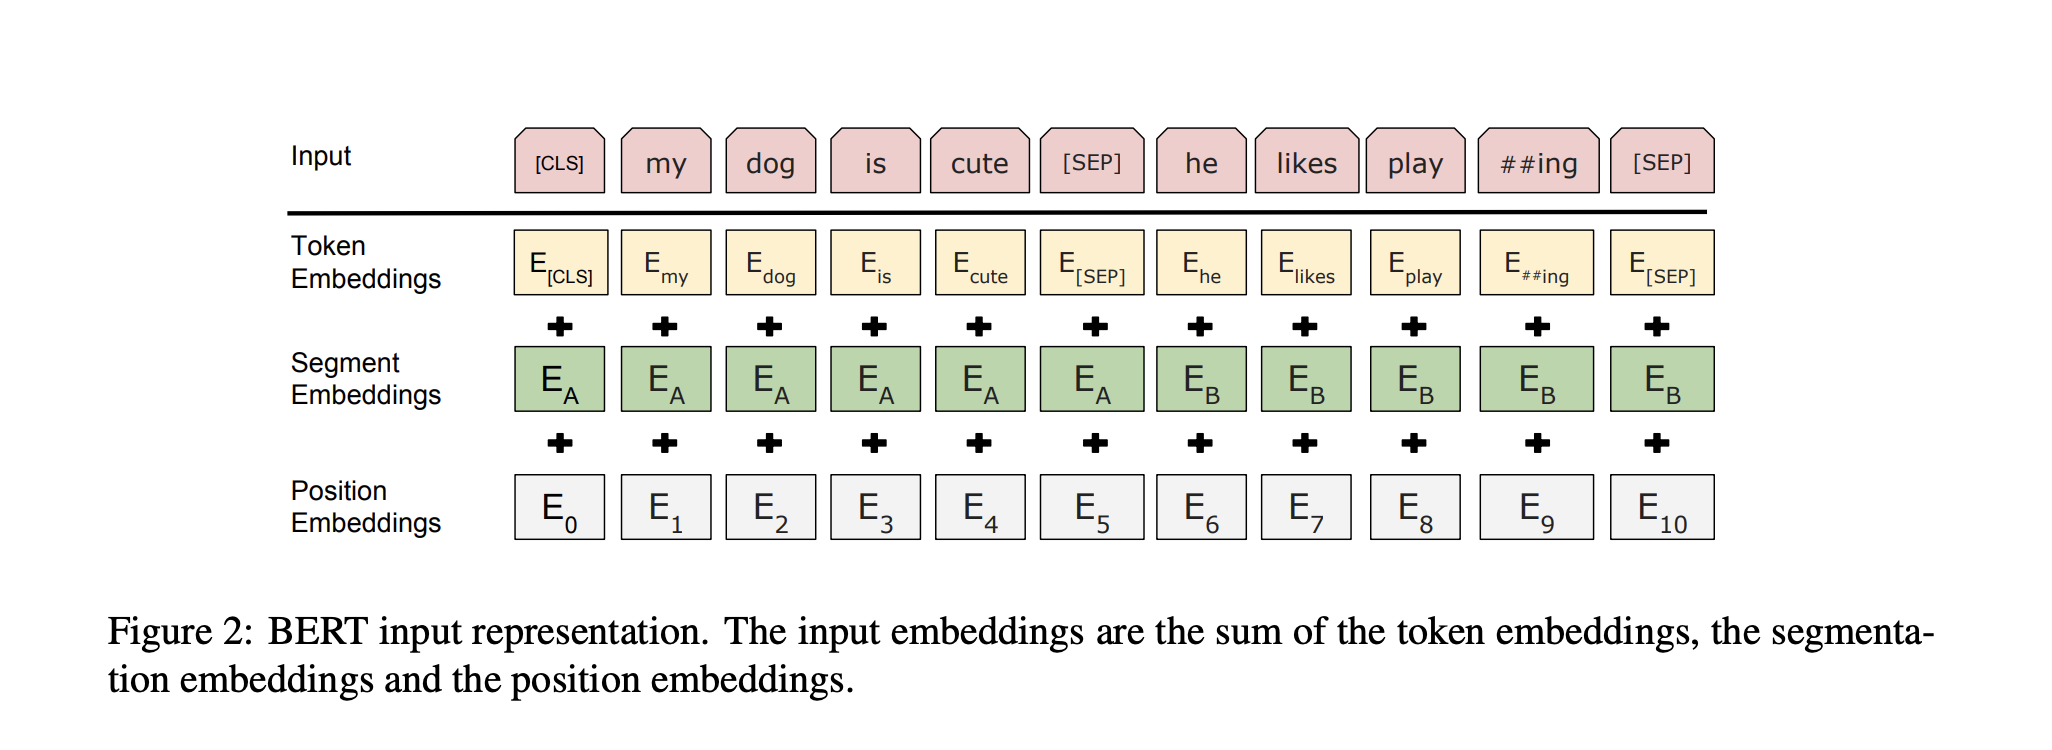 Input [CLS] my dog is cute [SEP] he likes play ##ing [SEP]
Token Embeddings E[CLS] Emy Edog Eis Ecute E[SEP] Ehe Elikes Eplay E##ing E[SEP]
+ + + + + + + + + + +
Segment Embeddings EA EA EA EA EA EA EB EB EB EB EB
+ + + + + + + + + + +
Position Embeddings E0 E1 E2 E3 E4 E5 E6 E7 E8 E9 E10
Figure 2: BERT input representation. The input embeddings are the sum of the token embeddings, the segmenta-
tion embeddings and the position embeddings.